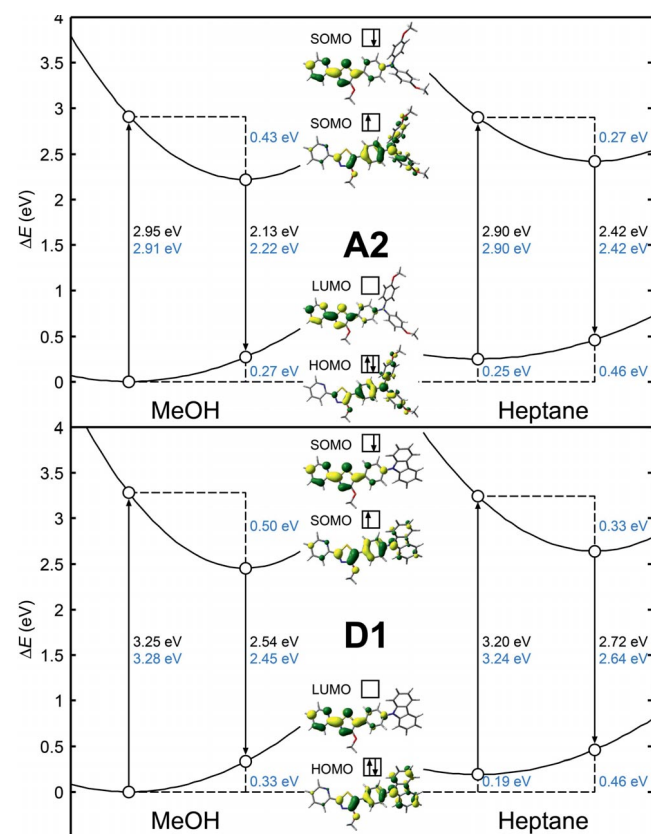 4
3.5
3
2.5
2
1.5
1
0.5
0
ΔE (eV)
SOMO
SOMO
LUMO
HOMO
A2
0.43 eV
2.95 eV
2.91 eV
2.13 eV
2.22 eV
0.27 eV
MeOH
0.27 eV
2.90 eV
2.90 eV
2.42 eV
2.42 eV
0.25 eV
0.46 eV
Heptane
4
3.5
3
2.5
2
1.5
1
0.5
0
ΔE (eV)
SOMO
SOMO
LUMO
HOMO
D1
0.50 eV
3.25 eV
3.28 eV
2.54 eV
2.45 eV
0.33 eV
MeOH
0.33 eV
3.20 eV
3.24 eV
2.72 eV
2.64 eV
0.19 eV
0.46 eV
Heptane